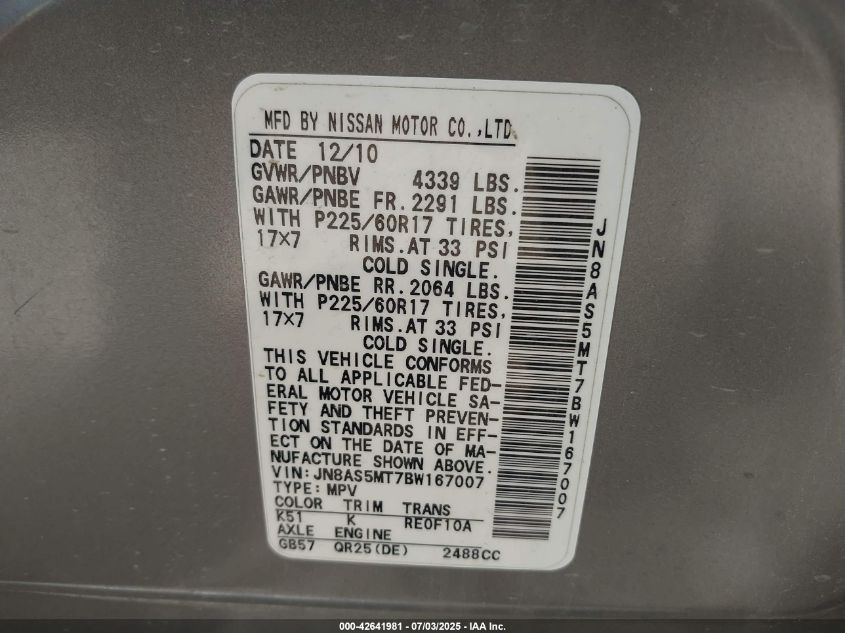 MFD BY NISSAN MOTOR CO.,LTD.
DATE 12/10
GVWR/PNBV 4339 LBS.
GAWR/PNBE FR. 2291 LBS.
WITH P225/60R17 TIRES,
17×7 RIMS.AT 33 PSI
COLD SINGLE.
GAWR/PNBE RR. 2064 LBS.
WITH P225/60R17 TIRES,
17×7 RIMS.AT 33 PSI
COLD SINGLE.
THIS VEHICLE CONFORMS
TO ALL APPLICABLE FED-
ERAL MOTOR VEHICLE SA-
FETY AND THEFT PREVEN-
TION STANDARDS IN EFF-
ECT ON THE DATE OF MA-
NUFACTURE SHOWN ABOVE.
VIN: JN8AS5MT7BW167007
TYPE: MPV
COLOR TRIM TRANS
K51 K RE0F10A
AXLE ENGINE
GB57 QR25(DE) 2488CC
JN8AS5MT7BW167007
000-42641981 - 07/03/2025 - IAA Inc.